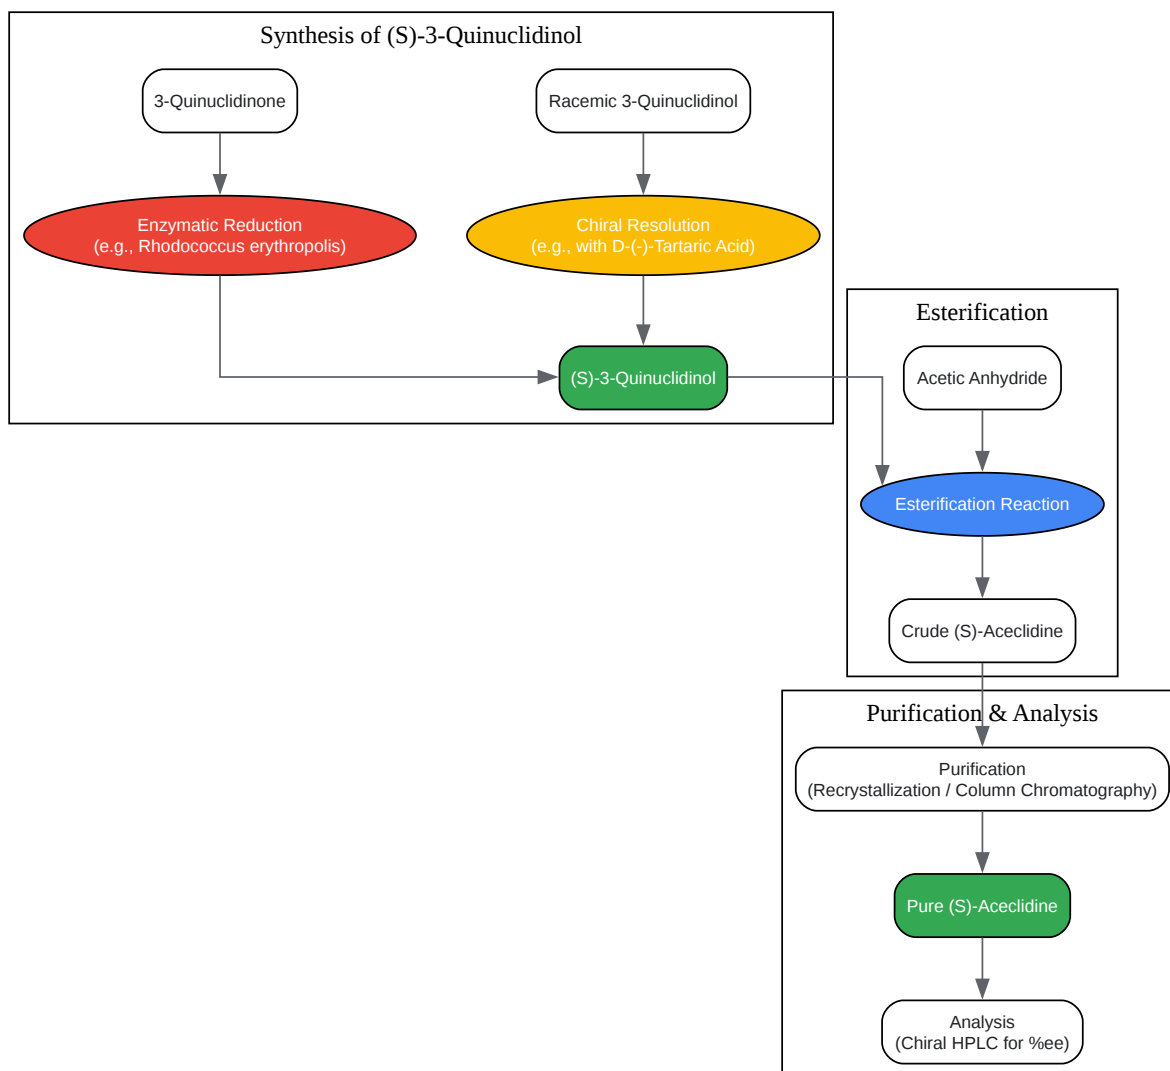 Synthesis of (S)-3-Quinuclidinol
3-Quinuclidinone
Racemic 3-Quinuclidinol
Enzymatic Reduction
(e.g., Rhodococcus erythropolis)
Chiral Resolution
(e.g., with D-(-)-Tartaric Acid)
(S)-3-Quinuclidinol
Esterification
Acetic Anhydride
Esterification Reaction
Crude (S)-Aceclidine
Purification & Analysis
Purification
(Recrystallization / Column Chromatography)
Pure (S)-Aceclidine
Analysis
(Chiral HPLC for %ee)